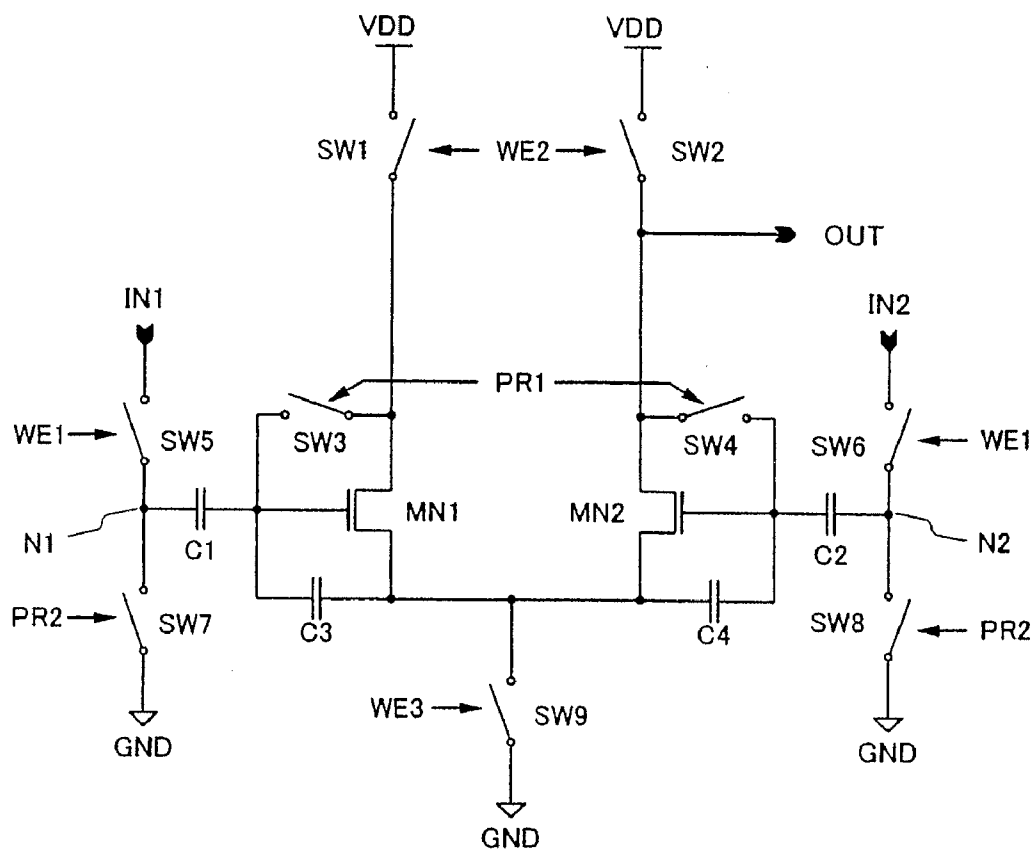 VDD VDD
SW1 WE2 SW2
OUT
IN1 IN2
PR1
WE1 SW5 SW3 SW4 SW6 WE1
MN1 MN2
N1 C1 C2 N2
PR2 SW7 C3 C4 SW8 PR2
WE3 SW9
GND GND
GND